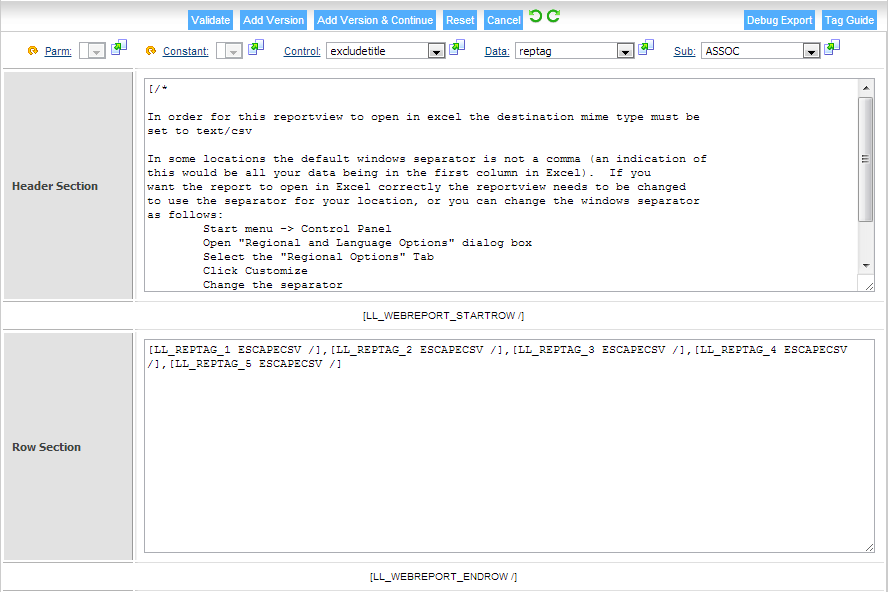 Validate Add Version Add Version & Continue Reset Cancel Debug Export Tag Guide
Parm: Constant: Control: excludetitle Data: reptag Sub: ASSOC
Header Section
[/*
In order for this reportview to open in excel the destination mime type must be
set to text/csv
In some locations the default windows separator is not a comma (an indication of
this would be all your data being in the first column in Excel).  If you
want the report to open in Excel correctly the reportview needs to be changed
to use the separator for your location, or you can change the windows separator
as follows:
Start menu -> Control Panel
Open "Regional and Language Options" dialog box
Select the "Regional Options" Tab
Click Customize
Change the separator
[LL_WEBREPORT_STARTROW /]
Row Section
[LL_REPTAG_1 ESCAPECSV /],[LL_REPTAG_2 ESCAPECSV /],[LL_REPTAG_3 ESCAPECSV /],[LL_REPTAG_4 ESCAPECSV
/],[LL_REPTAG_5 ESCAPECSV /]
[LL_WEBREPORT_ENDROW /]